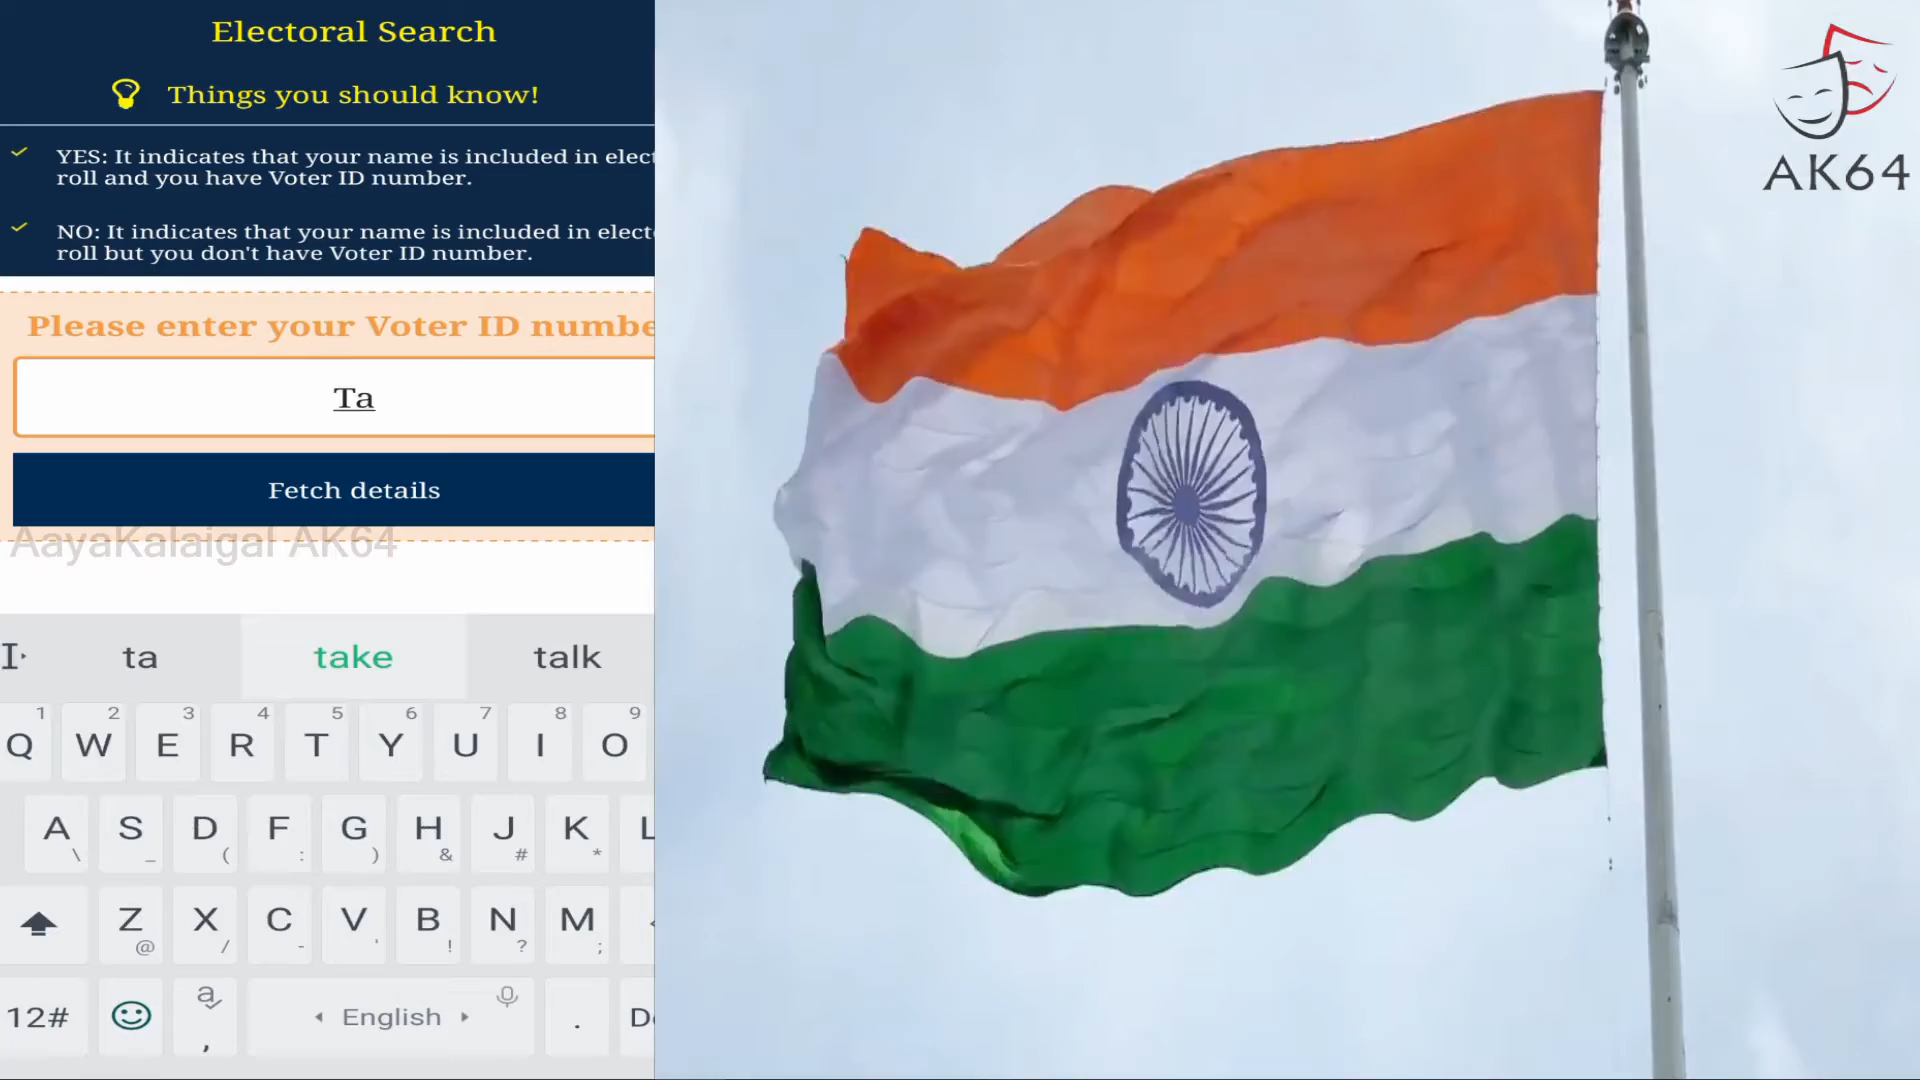 Electoral Search
Things you should know!
YES: It indicates that your name is included in elect
roll and you have Voter ID number.
NO: It indicates that your name is included in elect
roll but you don't have Voter ID number.
Please enter your Voter ID numbe
Ta
Fetch details
AayaKalaigal AK64
ta take talk
1 2 3 4 5 6 7 8 9
Q W E R T Y U I O
A S D F G H J K L
\ _ ( : ) & # *
Z X C V B N M
@ / - ' ! ? ;
12# a , English . D
AK64